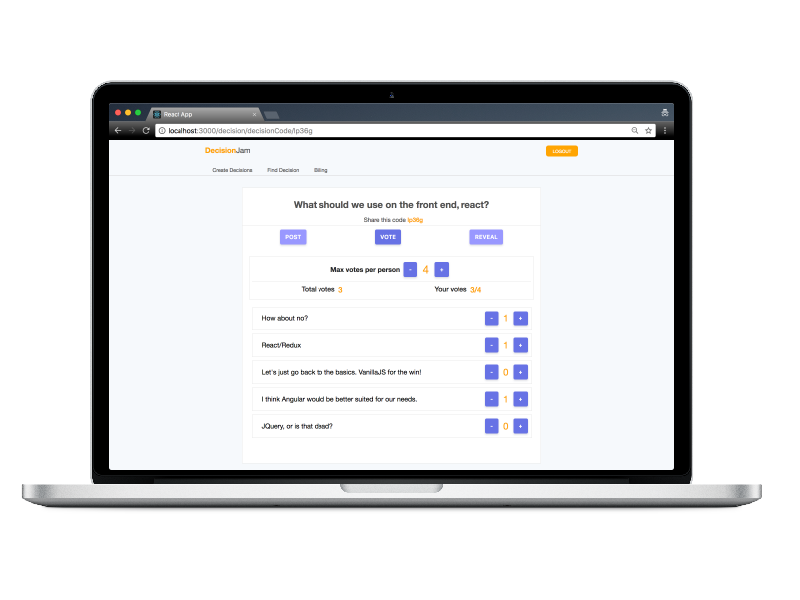 React App
localhost:3000/decision/decisionCode/lp36g
DecisionJam
LOGOUT
Create Decisions Find Decision Billing
What should we use on the front end, react?
Share this code lp36g
POST VOTE REVEAL
Max votes per person - 4 +
Total votes 3 Your votes 3/4
How about no? - 1 +
React/Redux - 1 +
Let's just go back to the basics. VanillaJS for the win! - 0 +
I think Angular would be better suited for our needs. - 1 +
JQuery, or is that dead? - 0 +